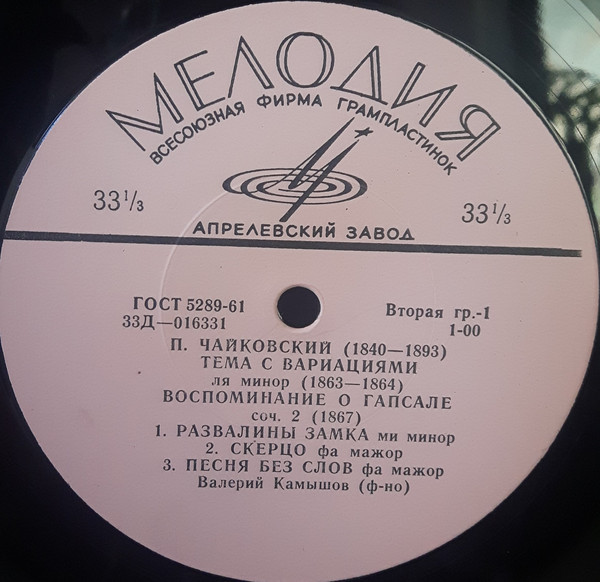 МЕЛОДИЯ
ВСЕСОЮЗНАЯ ФИРМА ГРАМПЛАСТИНОК
33 1/3
33 1/3
АПРЕЛЕВСКИЙ ЗАВОД
ГОСТ 5289-61
Вторая гр.-1
33Д—016331
1-00
П. ЧАЙКОВСКИЙ (1840—1893)
ТЕМА С ВАРИАЦИЯМИ
ля минор (1863—1864)
ВОСПОМИНАНИЕ О ГАПСАЛЕ
соч. 2 (1867)
1. РАЗВАЛИНЫ ЗАМКА ми минор
2. СКЕРЦО фа мажор
3. ПЕСНЯ БЕЗ СЛОВ фа мажор
Валерий Камышов (ф-но)